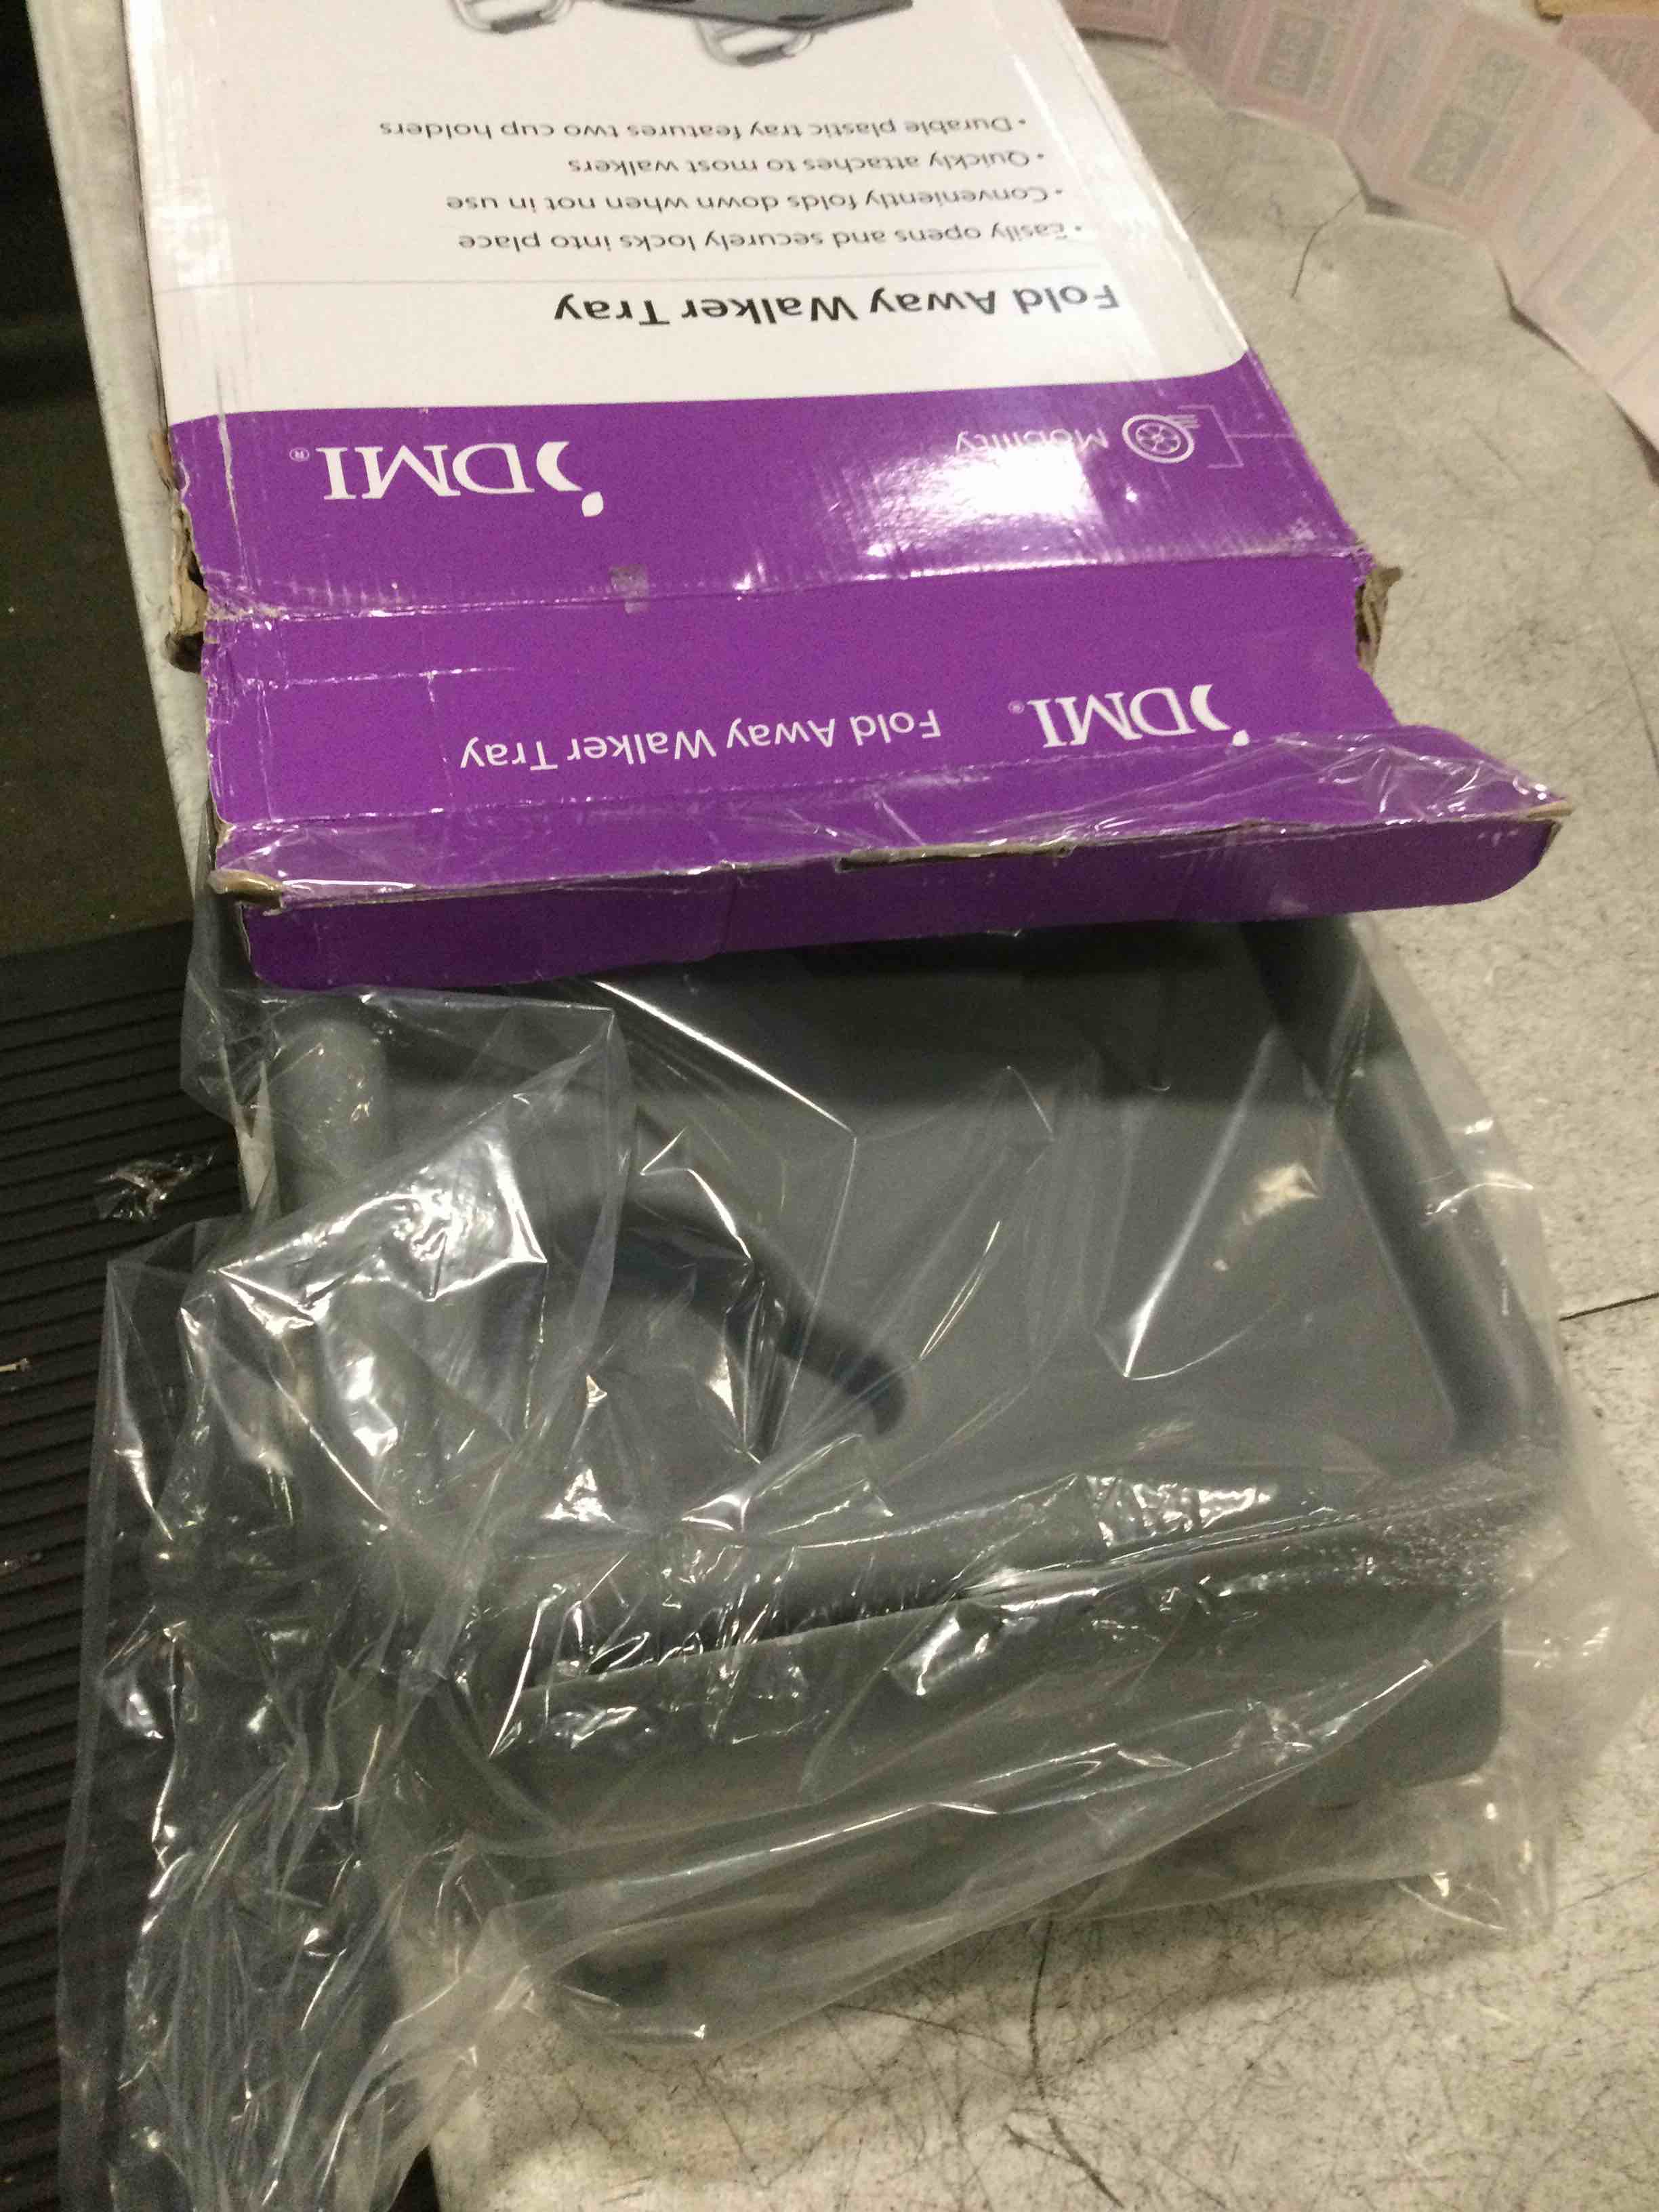 DMI® Fold Away Walker Tray
Mobility DMI®
Fold Away Walker Tray
• Easily opens and securely locks into place
• Conveniently folds down when not in use
• Quickly attaches to most walkers
• Durable plastic tray features two cup holders